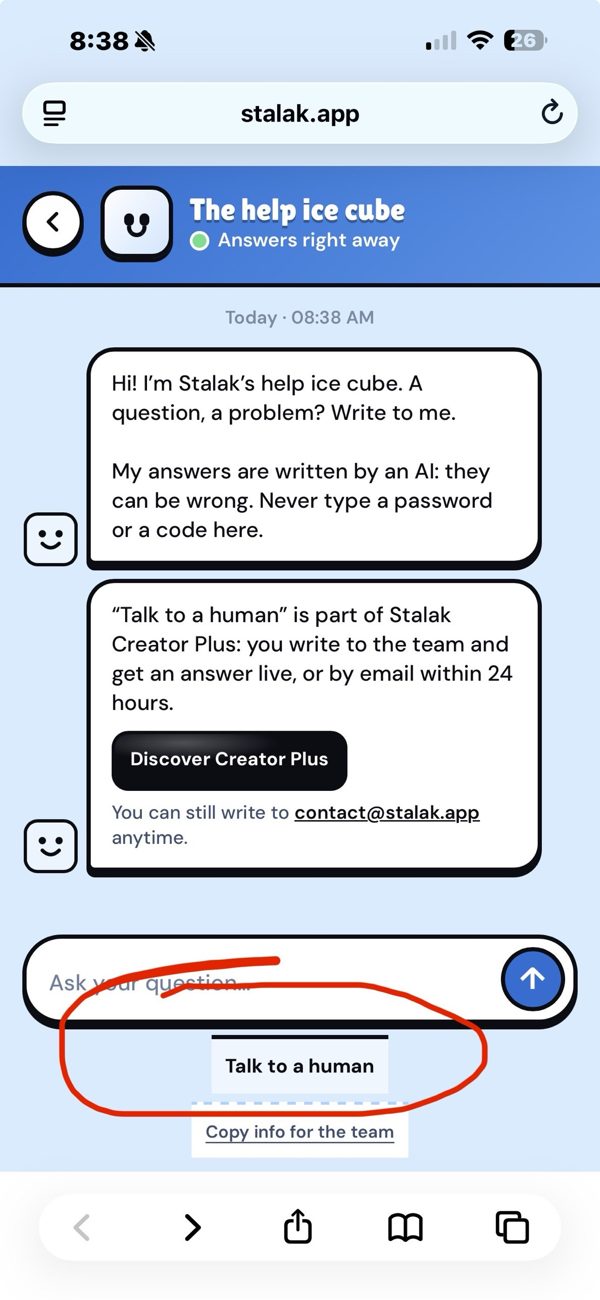 8:38
26
stalak.app
The help ice cube
Answers right away
Today · 08:38 AM
Hi! I’m Stalak’s help ice cube. A
question, a problem? Write to me.
My answers are written by an AI: they
can be wrong. Never type a password
or a code here.
“Talk to a human” is part of Stalak
Creator Plus: you write to the team and
get an answer live, or by email within 24
hours.
Discover Creator Plus
You can still write to contact@stalak.app
anytime.
Ask your question...
Talk to a human
Copy info for the team